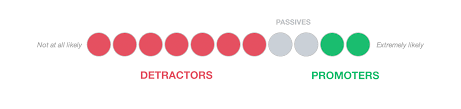 PASSIVES
Not at all likely
Extremely likely
DETRACTORS
PROMOTERS